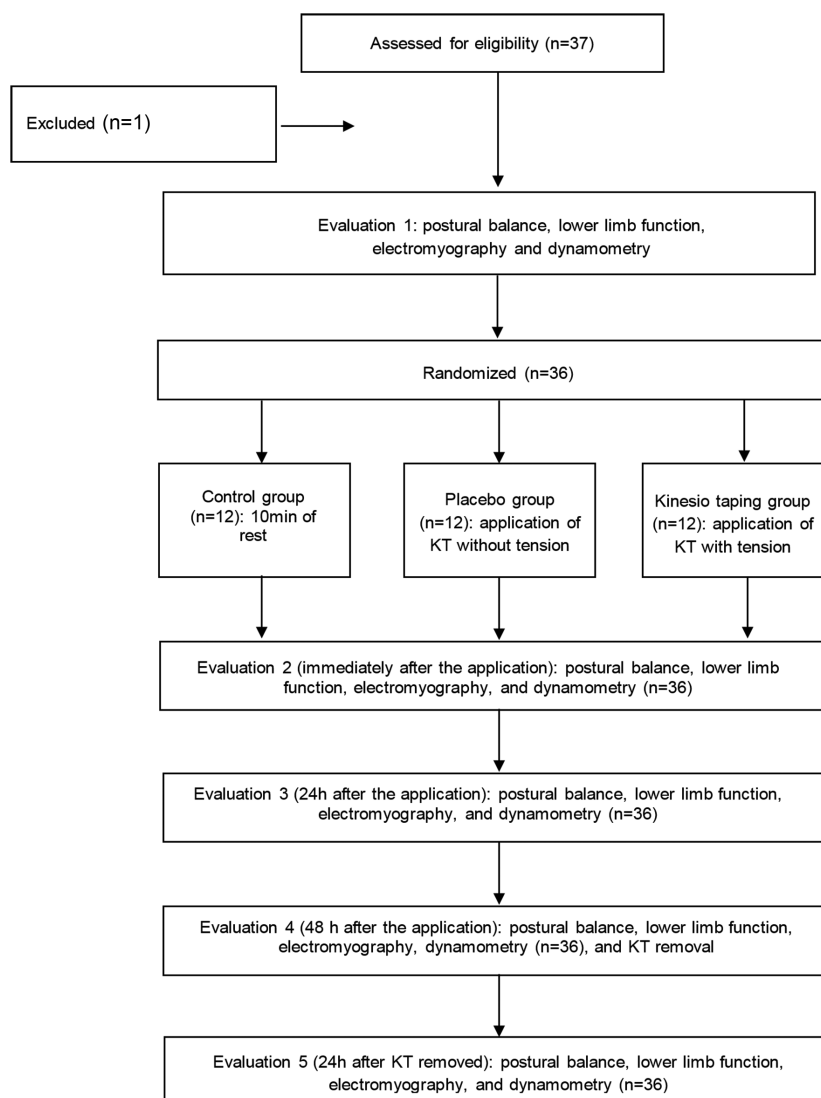 Assessed for eligibility (n=37)
Excluded (n=1)
Evaluation 1: postural balance, lower limb function,
electromyography and dynamometry
Randomized (n=36)
Control group
(n=12): 10min of
rest
Placebo group
(n=12): application of
KT without tension
Kinesio taping group
(n=12): application of
KT with tension
Evaluation 2 (immediately after the application): postural balance, lower limb
function, electromyography, and dynamometry (n=36)
Evaluation 3 (24h after the application): postural balance, lower limb function,
electromyography, and dynamometry (n=36)
Evaluation 4 (48 h after the application): postural balance, lower limb function,
electromyography, dynamometry (n=36), and KT removal
Evaluation 5 (24h after KT removed): postural balance, lower limb function,
electromyography, and dynamometry (n=36)